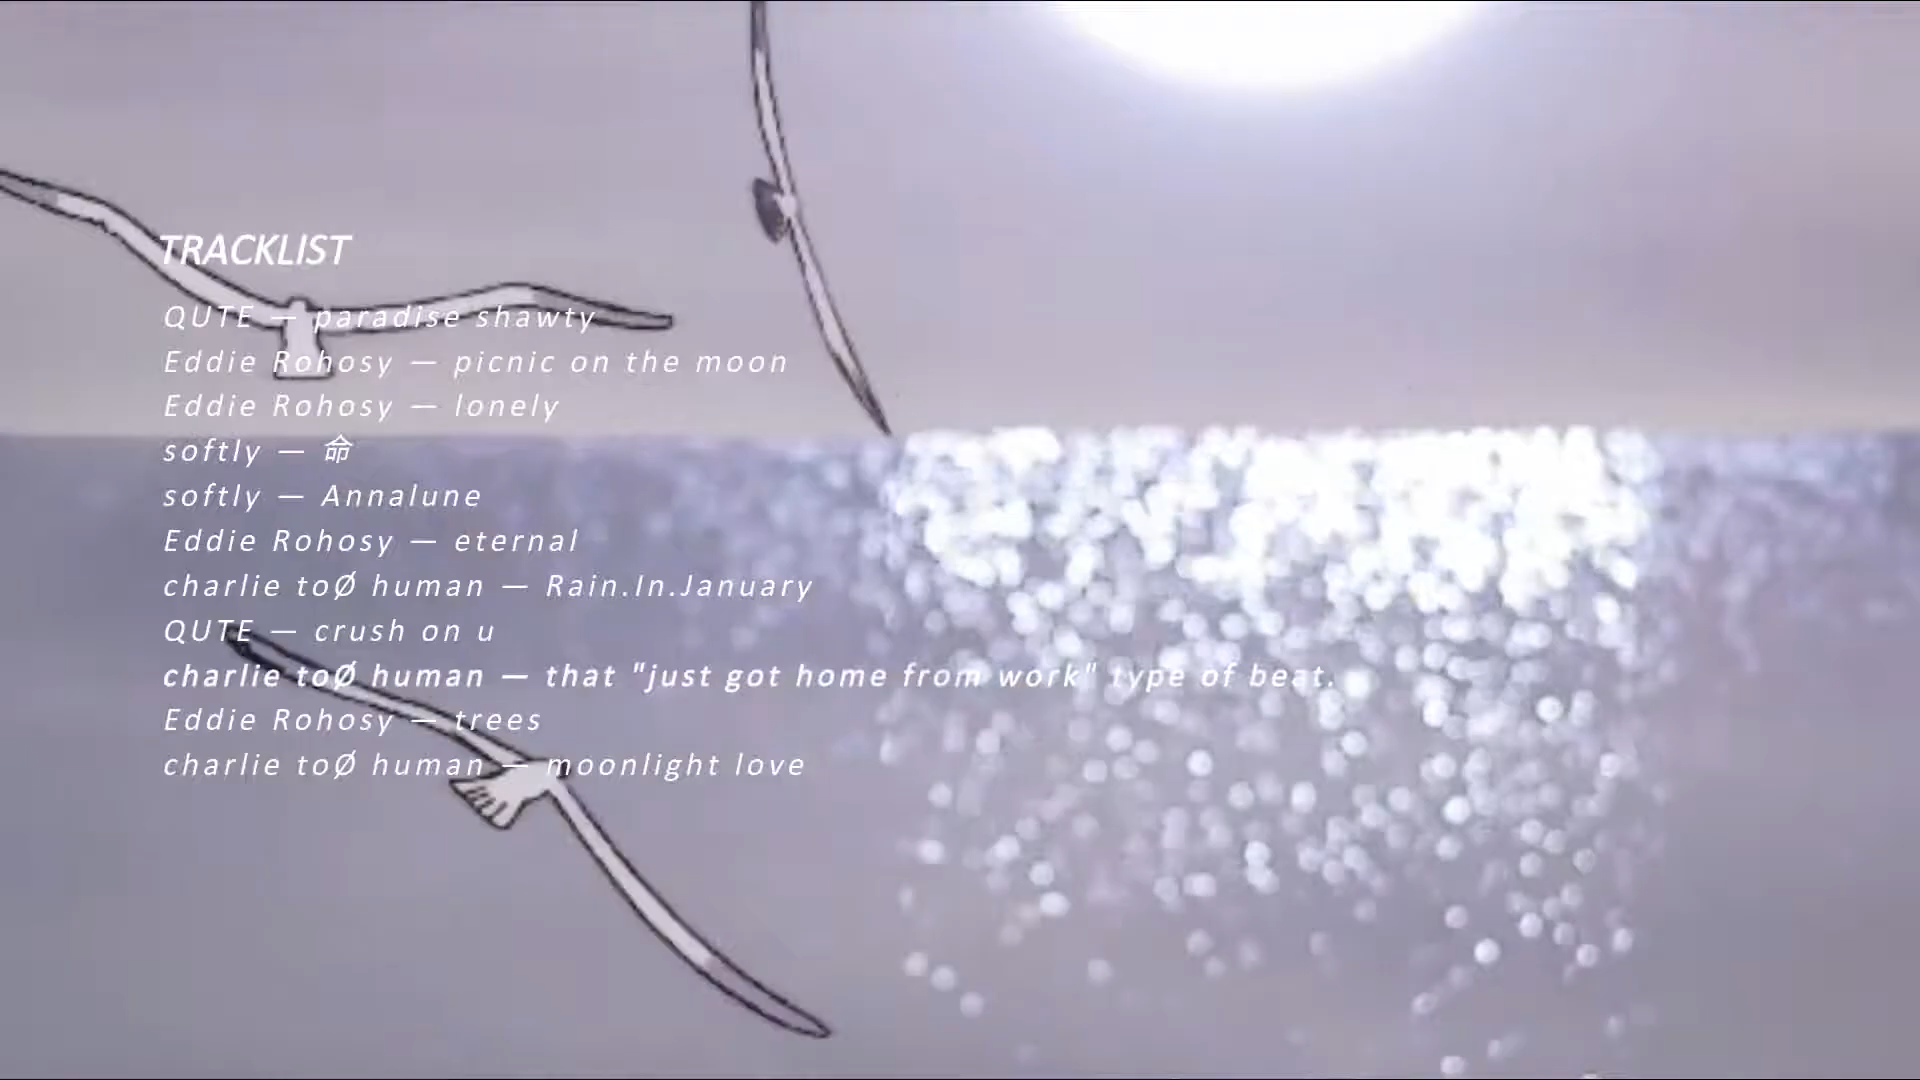 TRACKLIST
QUTE — paradise shawty
Eddie Rohosy — picnic on the moon
Eddie Rohosy — lonely
softly — 命
softly — Annalune
Eddie Rohosy — eternal
charlie toØ human — Rain.In.January
QUTE — crush on u
charlie toØ human — that "just got home from work" type of beat.
Eddie Rohosy — trees
charlie toØ human — moonlight love